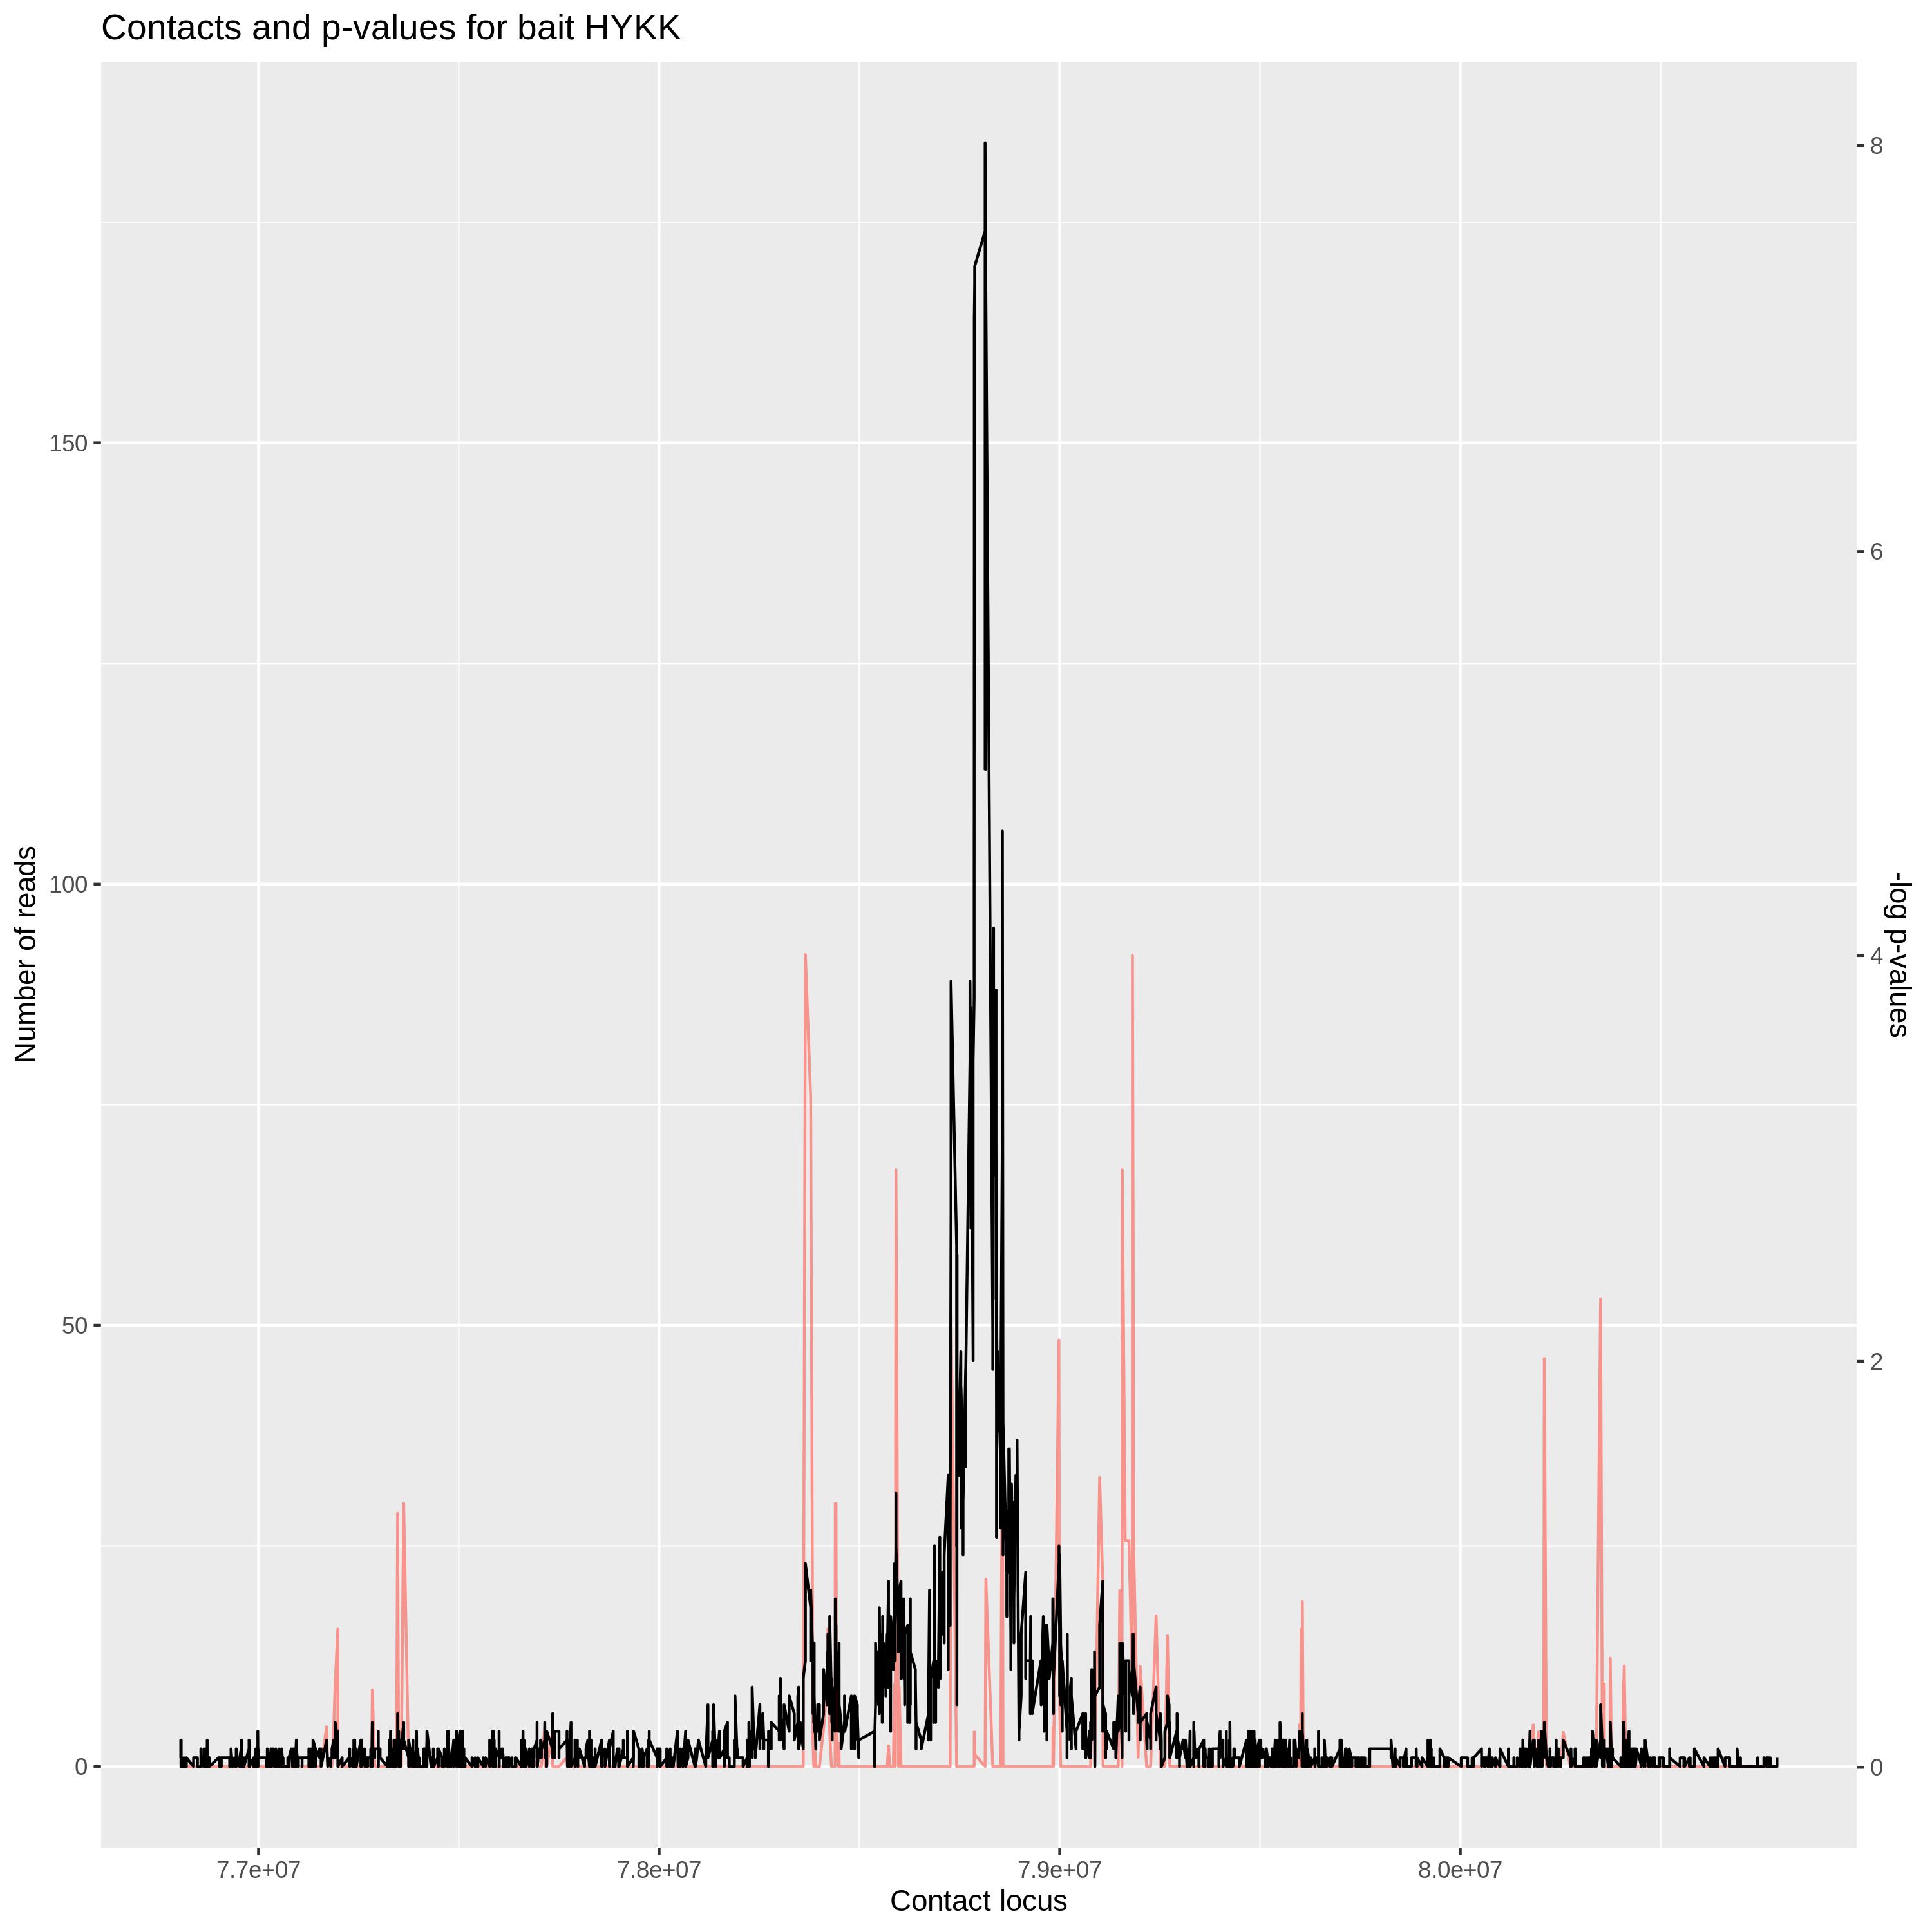 Contacts and p-values for bait HYKK
8
150
6
100
4
50
2
0
0
Number of reads
-log p-values
7.7e+07
7.8e+07
7.9e+07
8.0e+07
Contact locus